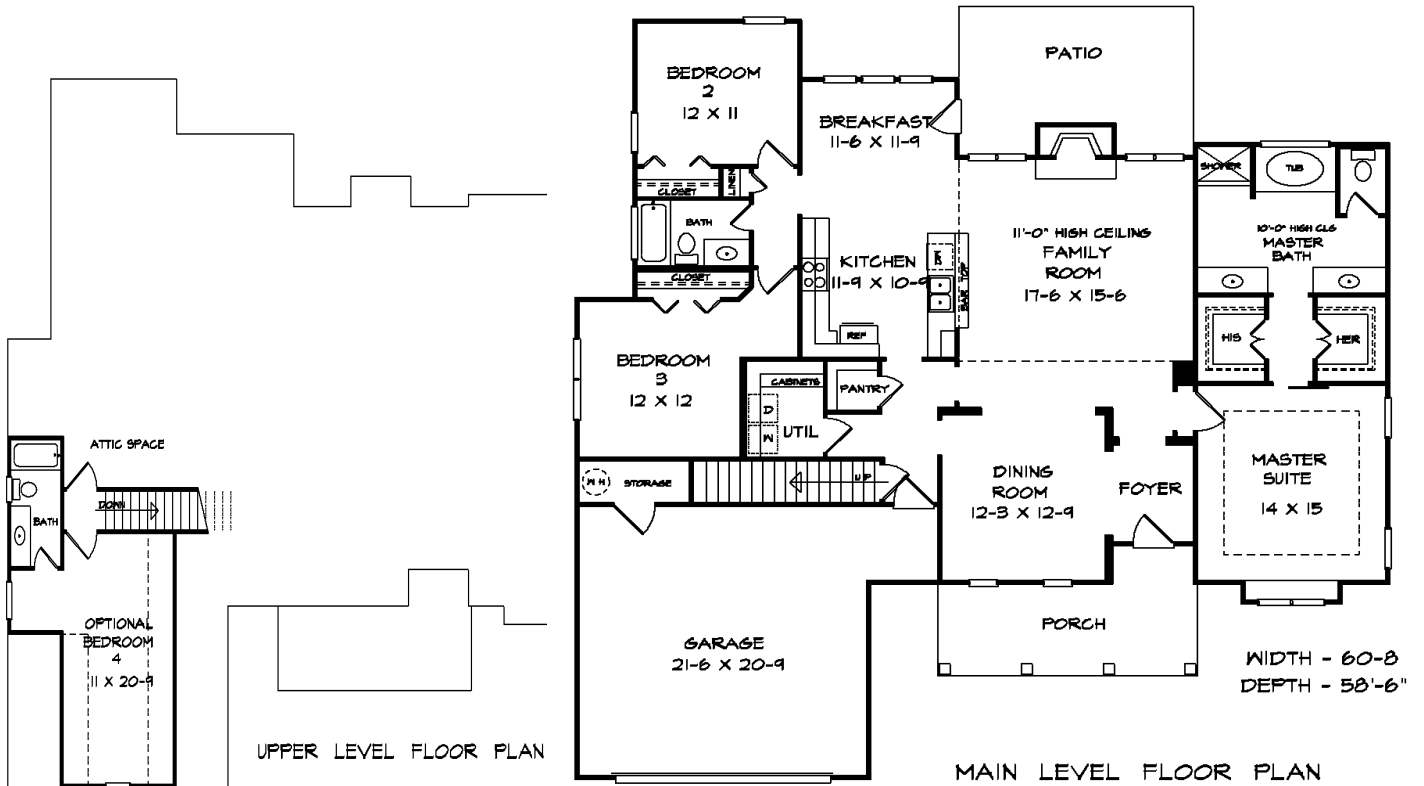 ATTIC SPACE
DOWN
BATH
OPTIONAL
BEDROOM
4
11 X 20-9
UPPER LEVEL FLOOR PLAN
BEDROOM
2
12 X 11
CLOSET
LINEN
BATH
CLOSET
BEDROOM
3
12 X 12
BREAKFAST
11-6 X 11-9
KITCHEN
11-9 X 10-9
DW
BAR TOP
REF
PATIO
11'-0" HIGH CEILING
FAMILY
ROOM
17-6 X 15-6
SHOWER
TUB
10'-0" HIGH CLG
MASTER
BATH
HIS
HER
CABINETS
D
W
UTIL
PANTRY
WH
STORAGE
UP
DINING
ROOM
12-3 X 12-9
FOYER
MASTER
SUITE
14 X 15
GARAGE
21-6 X 20-9
PORCH
WIDTH - 60-8
DEPTH - 58'-6"
MAIN LEVEL FLOOR PLAN